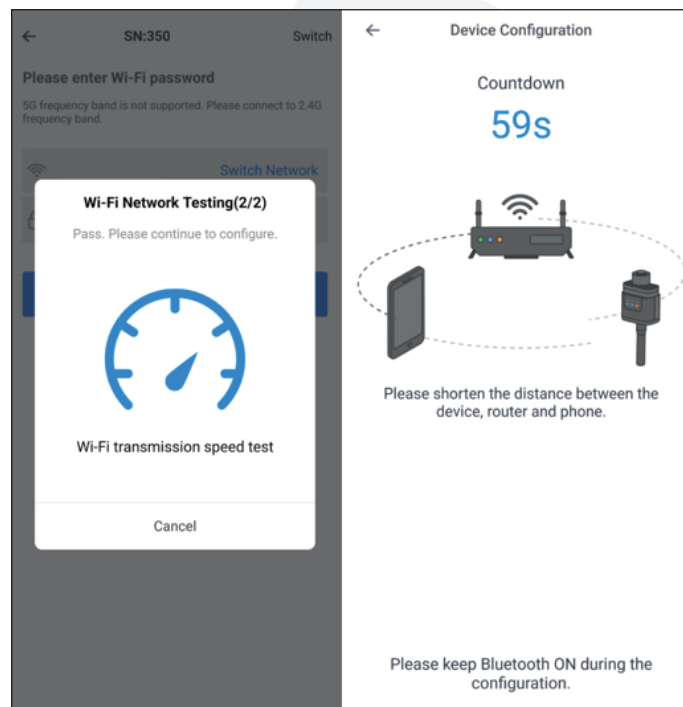 SN:350
Switch
Please enter Wi-Fi password
5G frequency band is not supported. Please connect to 2.4G
frequency band.
Switch Network
Wi-Fi Network Testing(2/2)
Pass. Please continue to configure.
Wi-Fi transmission speed test
Cancel
Device Configuration
Countdown
59s
Please shorten the distance between the
device, router and phone.
Please keep Bluetooth ON during the
configuration.